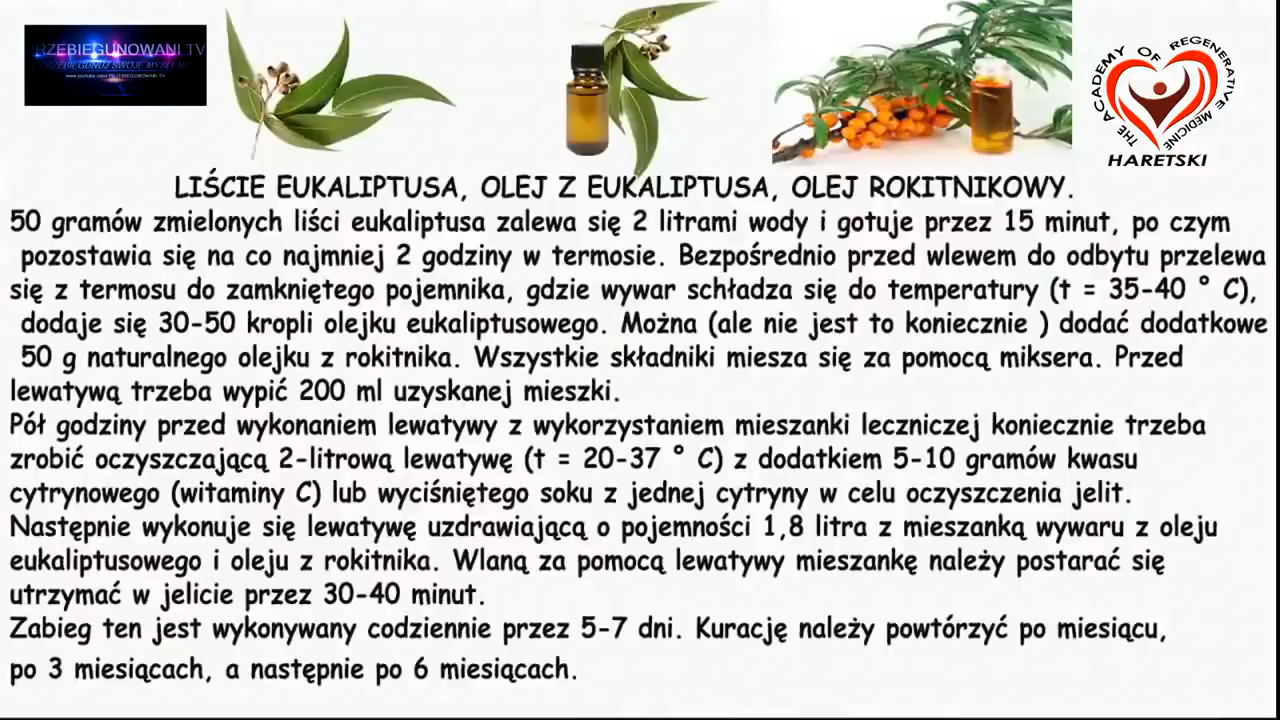 RZEBIEGUNOWANI TV
PRZEBIEGUNUJ SWOJE MYŚLENIE
THE ACADEMY OF REGENERATIVE MEDICINE
HARETSKI
LIŚCIE EUKALIPTUSA, OLEJ Z EUKALIPTUSA, OLEJ ROKITNIKOWY.
50 gramów zmielonych liści eukaliptusa zalewa się 2 litrami wody i gotuje przez 15 minut, po czym
pozostawia się na co najmniej 2 godziny w termosie. Bezpośrednio przed wlewem do odbytu przelewa
się z termosu do zamkniętego pojemnika, gdzie wywar schładza się do temperatury (t = 35-40 ° C),
dodaje się 30-50 kropli olejku eukaliptusowego. Można (ale nie jest to koniecznie ) dodać dodatkowe
50 g naturalnego olejku z rokitnika. Wszystkie składniki miesza się za pomocą miksera. Przed
lewatywą trzeba wypić 200 ml uzyskanej mieszki.
Pół godziny przed wykonaniem lewatywy z wykorzystaniem mieszanki leczniczej koniecznie trzeba
zrobić oczyszczającą 2-litrową lewatywę (t = 20-37 ° C) z dodatkiem 5-10 gramów kwasu
cytrynowego (witaminy C) lub wyciśniętego soku z jednej cytryny w celu oczyszczenia jelit.
Następnie wykonuje się lewatywę uzdrawiającą o pojemności 1,8 litra z mieszanką wywaru z oleju
eukaliptusowego i oleju z rokitnika. Wlaną za pomocą lewatywy mieszankę należy postarać się
utrzymać w jelicie przez 30-40 minut.
Zabieg ten jest wykonywany codziennie przez 5-7 dni. Kurację należy powtórzyć po miesiącu,
po 3 miesiącach, a następnie po 6 miesiącach.